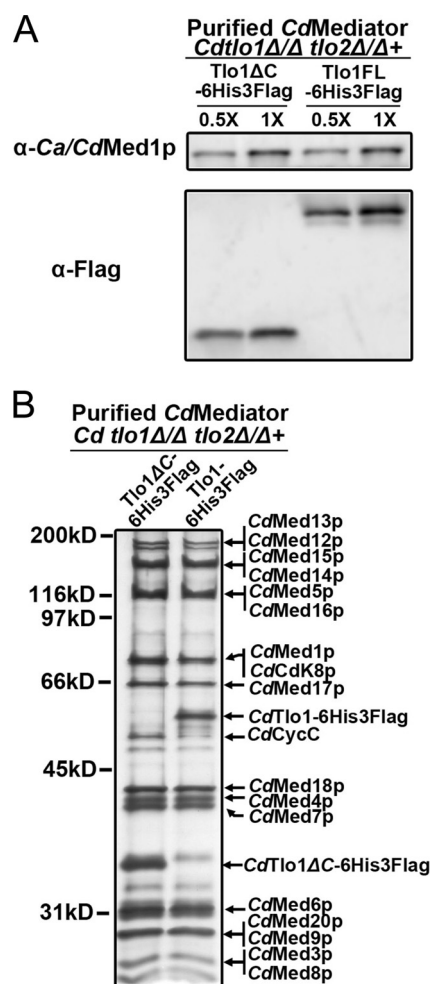 A
Purified CdMediator
Cdtlo1Δ/Δ tlo2Δ/Δ+
Tlo1ΔC
-6His3Flag
Tlo1FL
-6His3Flag
0.5X 1X 0.5X 1X
α-Ca/CdMed1p
α-Flag
B
Purified CdMediator
Cd tlo1Δ/Δ tlo2Δ/Δ+
Tlo1ΔC-
6His3Flag
Tlo1-
6His3Flag
200kD
116kD
97kD
66kD
45kD
31kD
CdMed13p
CdMed12p
CdMed15p
CdMed14p
CdMed5p
CdMed16p
CdMed1p
CdCdK8p
CdMed17p
CdTlo1-6His3Flag
CdCycC
CdMed18p
CdMed4p
CdMed7p
CdTlo1ΔC-6His3Flag
CdMed6p
CdMed20p
CdMed9p
CdMed3p
CdMed8p